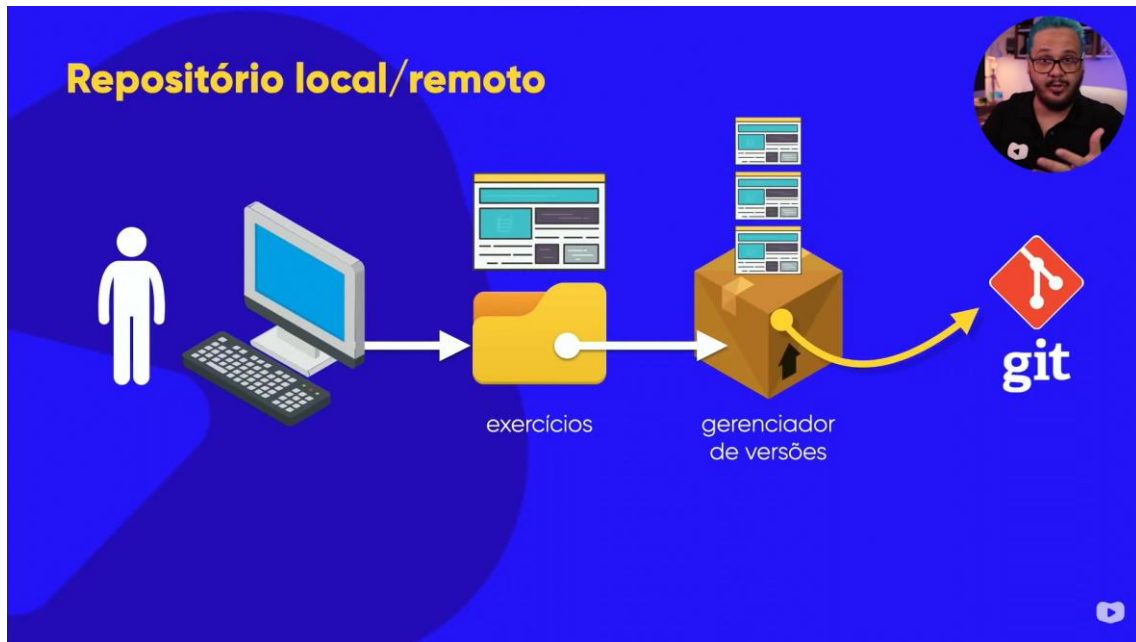 Repositório local/remoto
exercícios
gerenciador
de versões
git